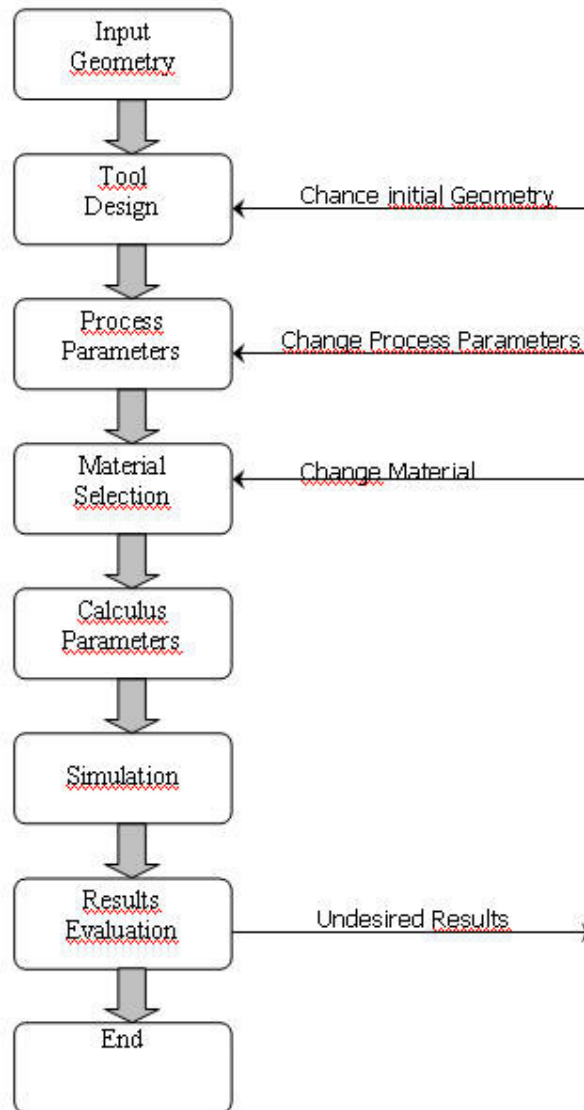 Input
Geometry
Tool
Design
Chance initial Geometry
Process
Parameters
Change Process Parameters
Material
Selection
Change Material
Calculus
Parameters
Simulation
Results
Evaluation
Undesired Results
End